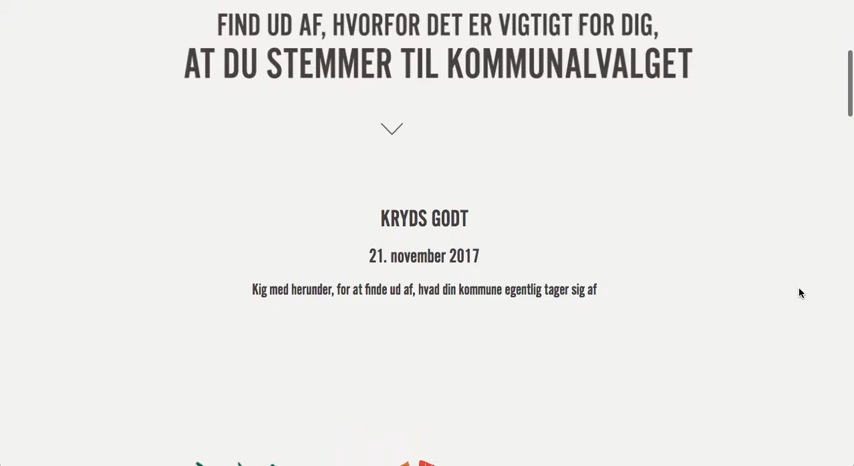 FIND UD AF, HVORFOR DET ER VIGTIGT FOR DIG,
AT DU STEMMER TIL KOMMUNALVALGET
KRYDS GODT
21. november 2017
Kig med herunder, for at finde ud af, hvad din kommune egentlig tager sig af